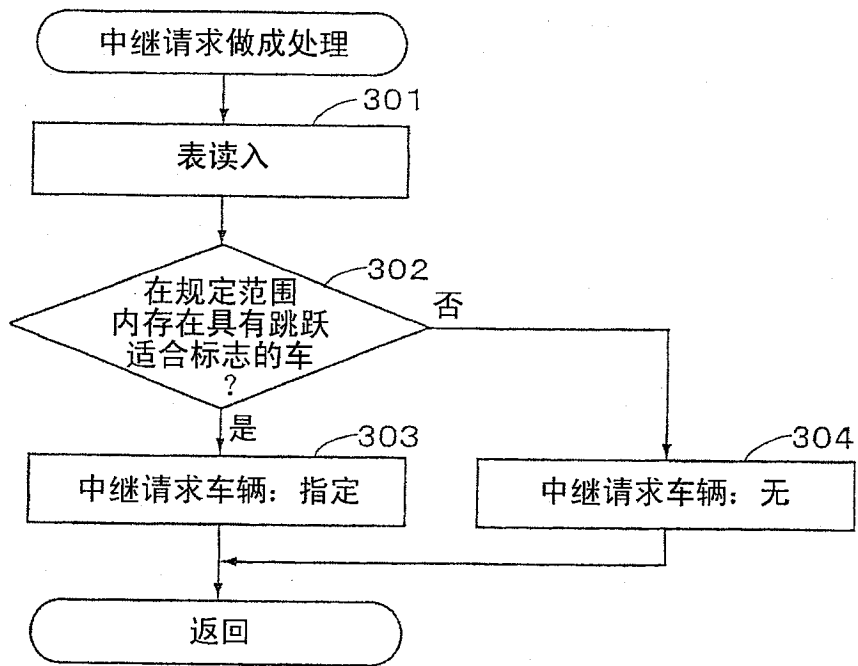 中继请求做成处理
301
表读入
302
在规定范围
内存在具有跳跃
适合标志的车
?
否
是
303
中继请求车辆：指定
304
中继请求车辆：无
返回